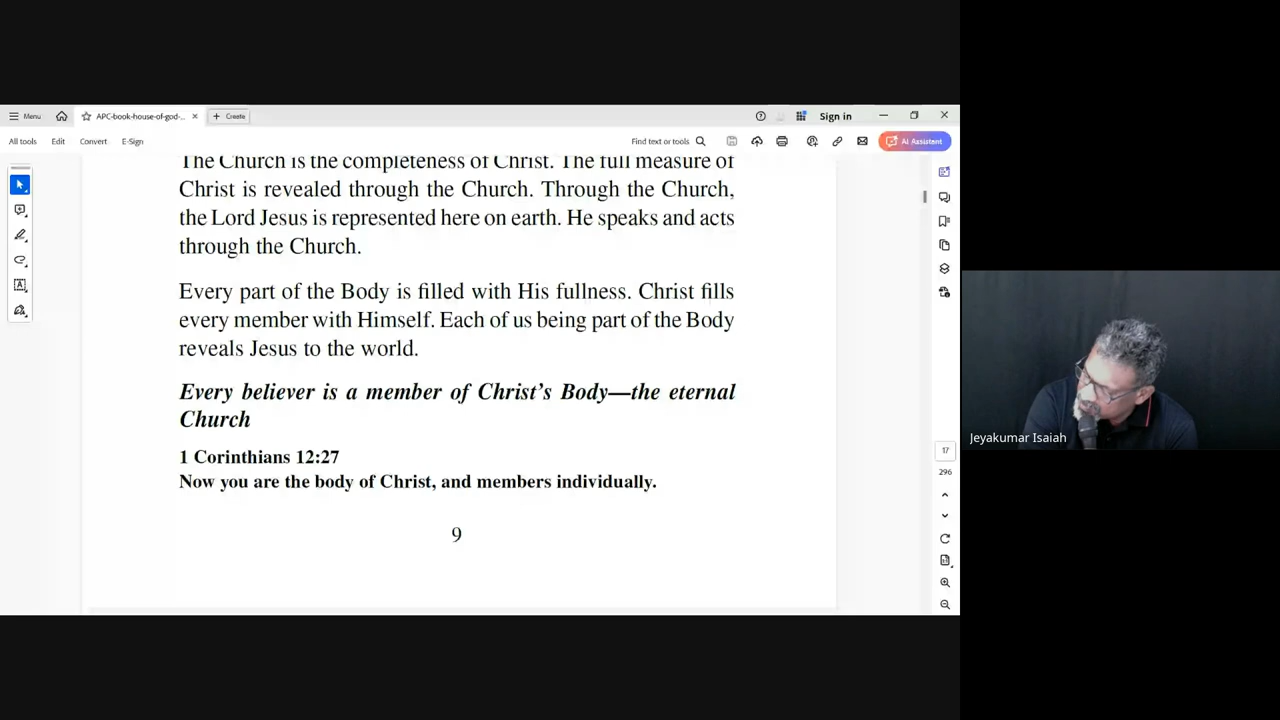 Menu
APC-book-house-of-god-...
+ Create
Sign in
All tools Edit Convert E-Sign
Find text or tools
AI Assistant
The Church is the completeness of Christ. The full measure of
Christ is revealed through the Church. Through the Church,
the Lord Jesus is represented here on earth. He speaks and acts
through the Church.
Every part of the Body is filled with His fullness. Christ fills
every member with Himself. Each of us being part of the Body
reveals Jesus to the world.
Every believer is a member of Christ's Body—the eternal
Church
1 Corinthians 12:27
Now you are the body of Christ, and members individually.
9
17
296
Jeyakumar Isaiah